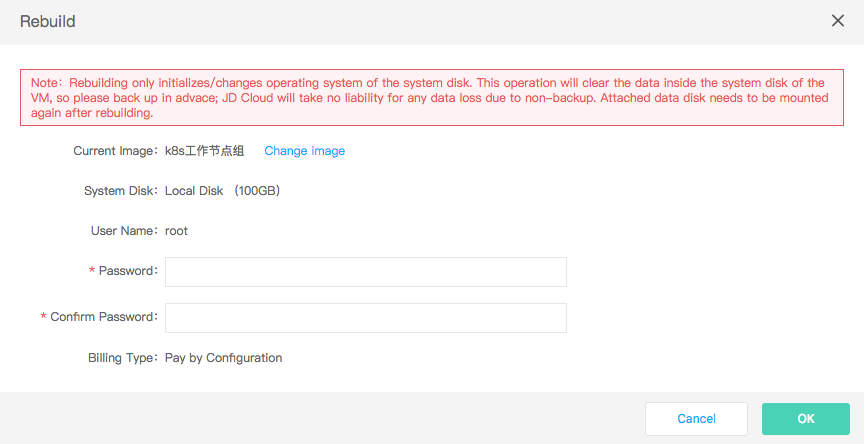 Rebuild
Note：Rebuilding only initializes/changes operating system of the system disk. This operation will clear the data inside the system disk of the
VM, so please back up in advace; JD Cloud will take no liability for any data loss due to non-backup. Attached data disk needs to be mounted
again after rebuilding.
Current Image：k8s工作节点组 Change image
System Disk：Local Disk （100GB）
User Name：root
* Password：
* Confirm Password：
Billing Type：Pay by Configuration
Cancel OK